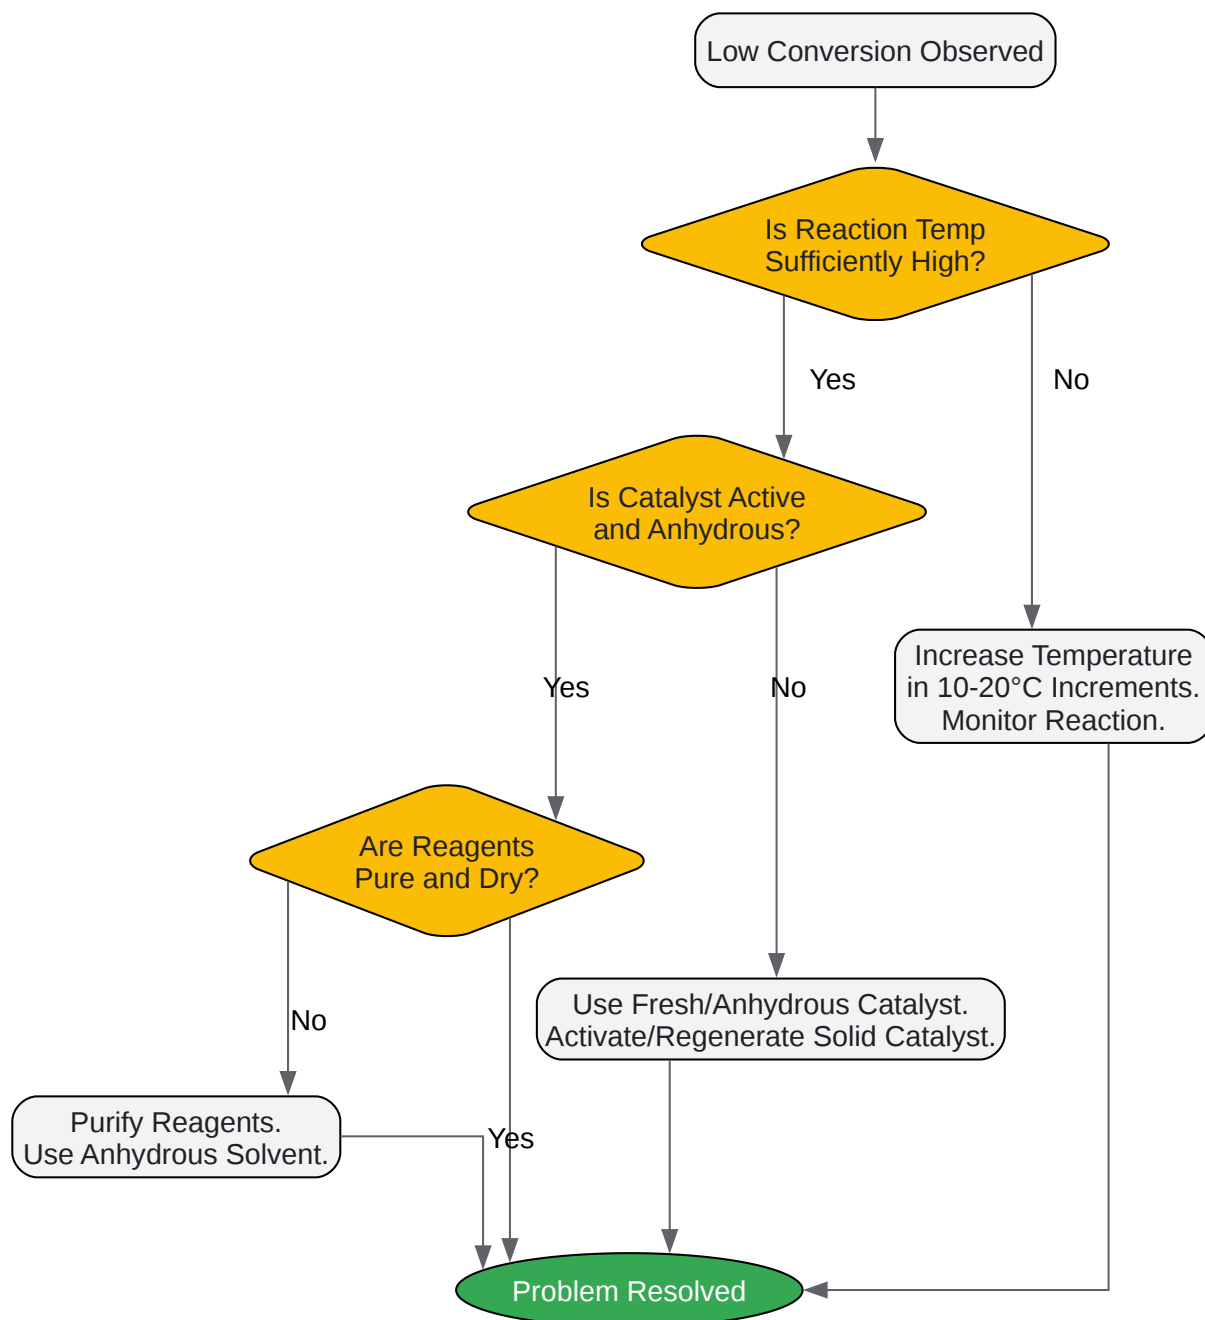 Low Conversion Observed
Is Reaction Temp
Sufficiently High?
Yes
No
Is Catalyst Active
and Anhydrous?
Increase Temperature
in 10-20°C Increments.
Monitor Reaction.
Yes
No
Are Reagents
Pure and Dry?
Use Fresh/Anhydrous Catalyst.
Activate/Regenerate Solid Catalyst.
No
Purify Reagents.
Use Anhydrous Solvent.
Yes
Problem Resolved